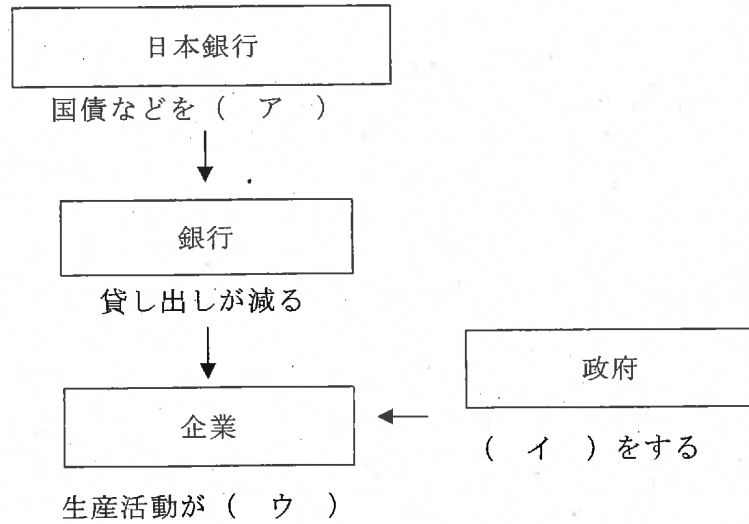 日本銀行
国債などを（　ア　）
銀行
貸し出しが減る
政府
企業
（　イ　）をする
生産活動が（　ウ　）